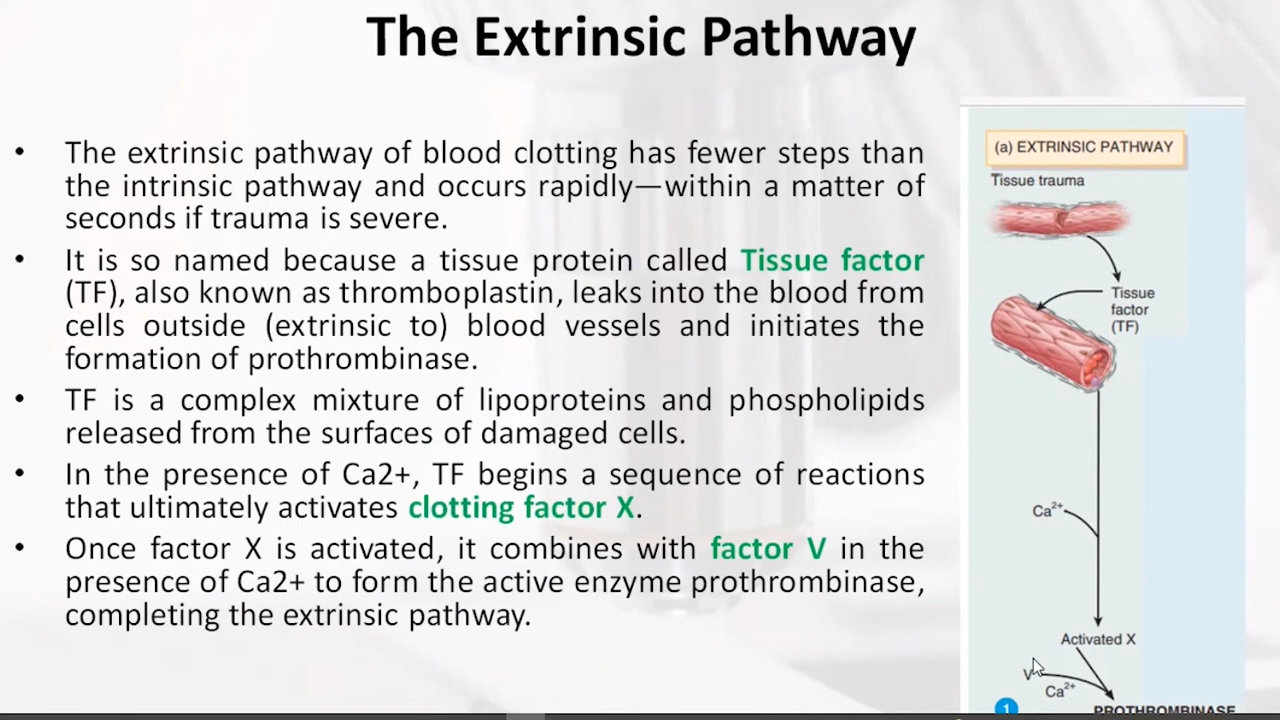 The Extrinsic Pathway
• The extrinsic pathway of blood clotting has fewer steps than
the intrinsic pathway and occurs rapidly—within a matter of
seconds if trauma is severe.
• It is so named because a tissue protein called Tissue factor
(TF), also known as thromboplastin, leaks into the blood from
cells outside (extrinsic to) blood vessels and initiates the
formation of prothrombinase.
• TF is a complex mixture of lipoproteins and phospholipids
released from the surfaces of damaged cells.
• In the presence of Ca2+, TF begins a sequence of reactions
that ultimately activates clotting factor X.
• Once factor X is activated, it combines with factor V in the
presence of Ca2+ to form the active enzyme prothrombinase,
completing the extrinsic pathway.
(a) EXTRINSIC PATHWAY
Tissue trauma
Tissue
factor
(TF)
Ca²⁺
Activated X
V
Ca²⁺
1
PROTHROMBINASE